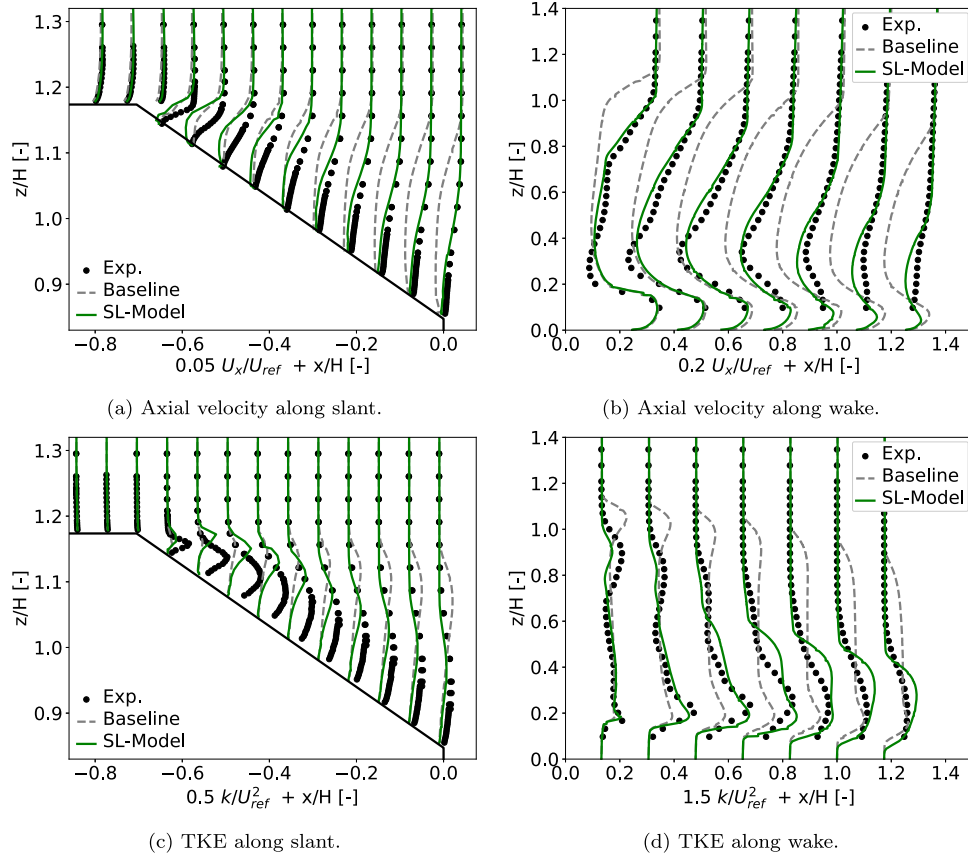 1.3
1.2
1.1
1.0
0.9
z/H [-]
Exp.
Baseline
SL-Model
−0.8 −0.6 −0.4 −0.2 0.0
0.05 U_x/U_ref + x/H [-]
(a) Axial velocity along slant.
1.4
1.2
1.0
0.8
0.6
0.4
0.2
0.0
z/H [-]
Exp.
Baseline
SL-Model
0.0 0.2 0.4 0.6 0.8 1.0 1.2 1.4
0.2 U_x/U_ref + x/H [-]
(b) Axial velocity along wake.
1.3
1.2
1.1
1.0
0.9
z/H [-]
Exp.
Baseline
SL-Model
−0.8 −0.6 −0.4 −0.2 0.0
0.5 k/U²_ref + x/H [-]
(c) TKE along slant.
1.4
1.2
1.0
0.8
0.6
0.4
0.2
0.0
z/H [-]
Exp.
Baseline
SL-Model
0.0 0.2 0.4 0.6 0.8 1.0 1.2 1.4
1.5 k/U²_ref + x/H [-]
(d) TKE along wake.